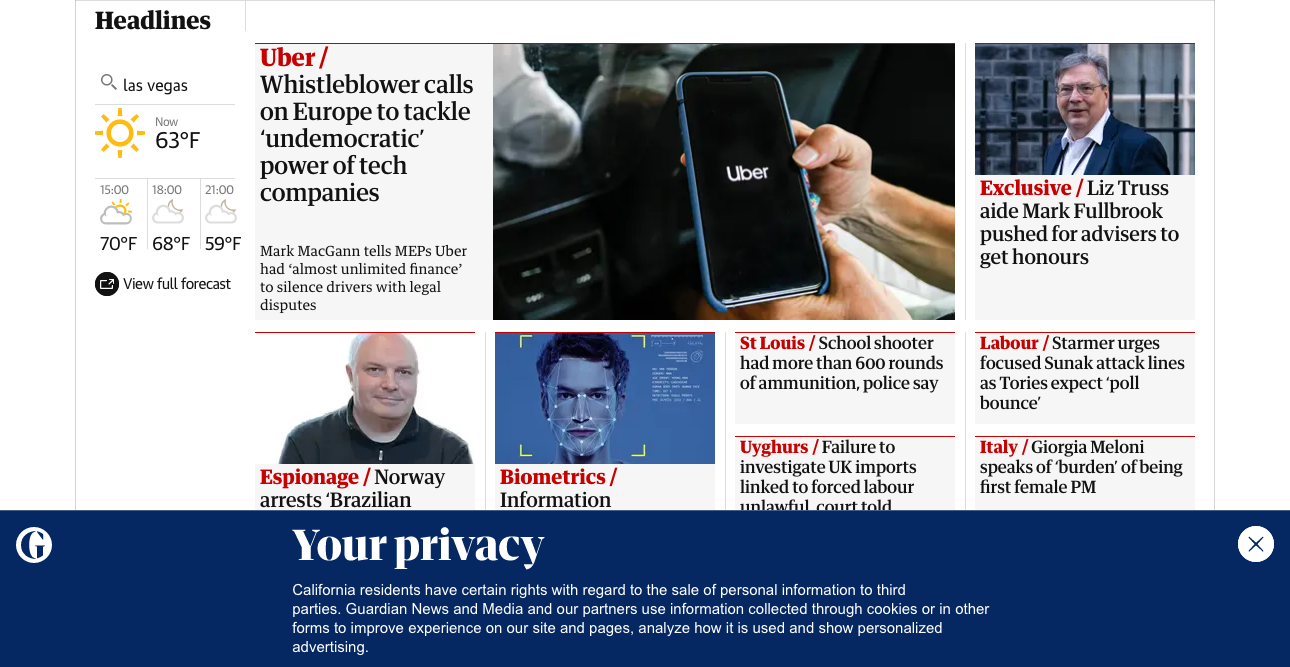 Headlines
las vegas
Now
63°F
15:00
18:00
21:00
70°F
68°F
59°F
View full forecast
Uber /
Whistleblower calls
on Europe to tackle
‘undemocratic’
power of tech
companies
Mark MacGann tells MEPs Uber
had ‘almost unlimited finance’
to silence drivers with legal
disputes
Uber
Exclusive / Liz Truss
aide Mark Fullbrook
pushed for advisers to
get honours
Espionage / Norway
arrests ‘Brazilian
Biometrics /
Information
St Louis / School shooter
had more than 600 rounds
of ammunition, police say
Uyghurs / Failure to
investigate UK imports
linked to forced labour
unlawful, court told
Labour / Starmer urges
focused Sunak attack lines
as Tories expect ‘poll
bounce’
Italy / Giorgia Meloni
speaks of ‘burden’ of being
first female PM
Your privacy
California residents have certain rights with regard to the sale of personal information to third
parties. Guardian News and Media and our partners use information collected through cookies or in other
forms to improve experience on our site and pages, analyze how it is used and show personalized
advertising.